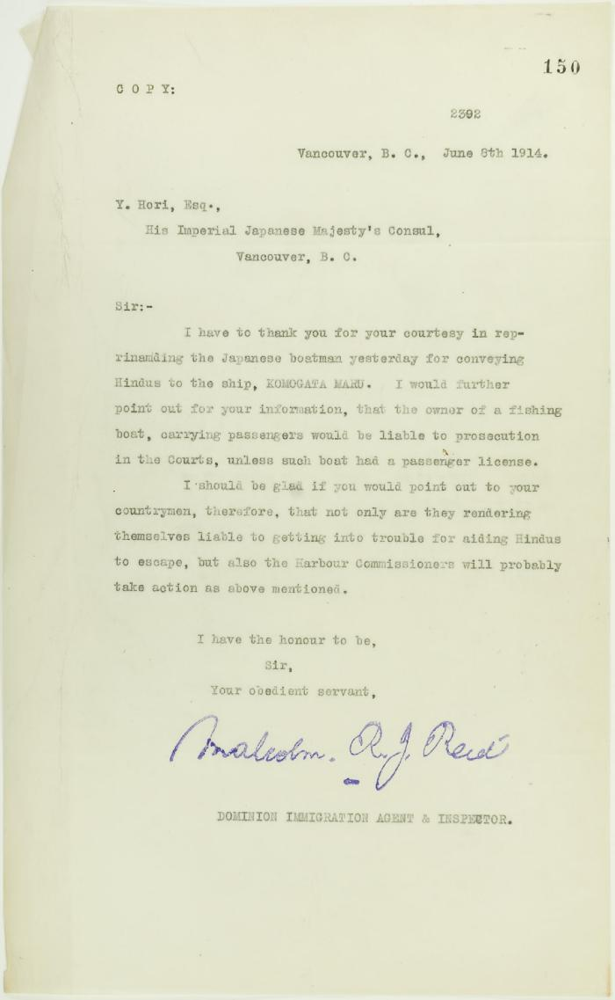 150
C O P Y:
2392
Vancouver, B. C., June 8th 1914.
Y. Hori, Esq.,
His Imperial Japanese Majesty's Consul,
Vancouver, B. C.
Sir:-
I have to thank you for your courtesy in rep-
rinamding the Japanese boatman yesterday for conveying
Hindus to the ship, KOMOGATA MARU. I would further
point out for your information, that the owner of a fishing
boat, carrying passengers would be liable to prosecution
in the Courts, unless such boat had a passenger license.
I should be glad if you would point out to your
countrymen, therefore, that not only are they rendering
themselves liable to getting into trouble for aiding Hindus
to escape, but also the Harbour Commissioners will probably
take action as above mentioned.
I have the honour to be,
Sir,
Your obedient servant,
Malcolm. R. J. Reid
DOMINION IMMIGRATION AGENT & INSPECTOR.